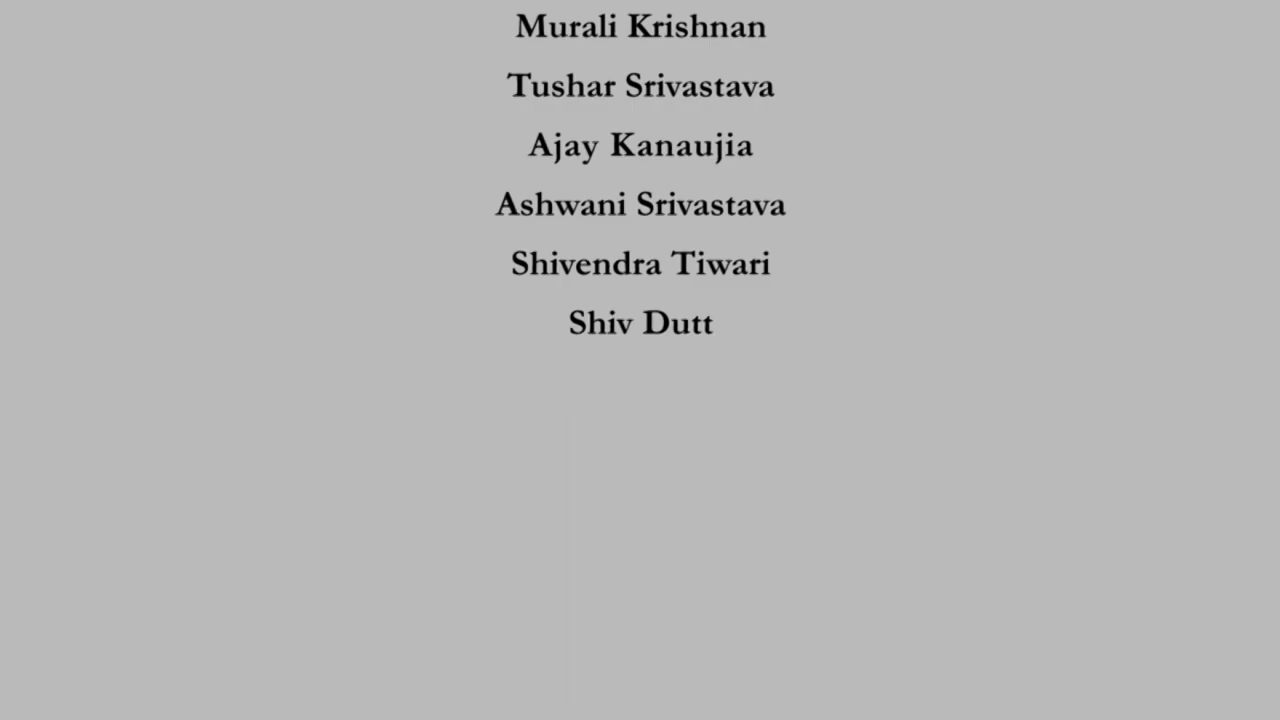 Murali Krishnan
Tushar Srivastava
Ajay Kanaujia
Ashwani Srivastava
Shivendra Tiwari
Shiv Dutt